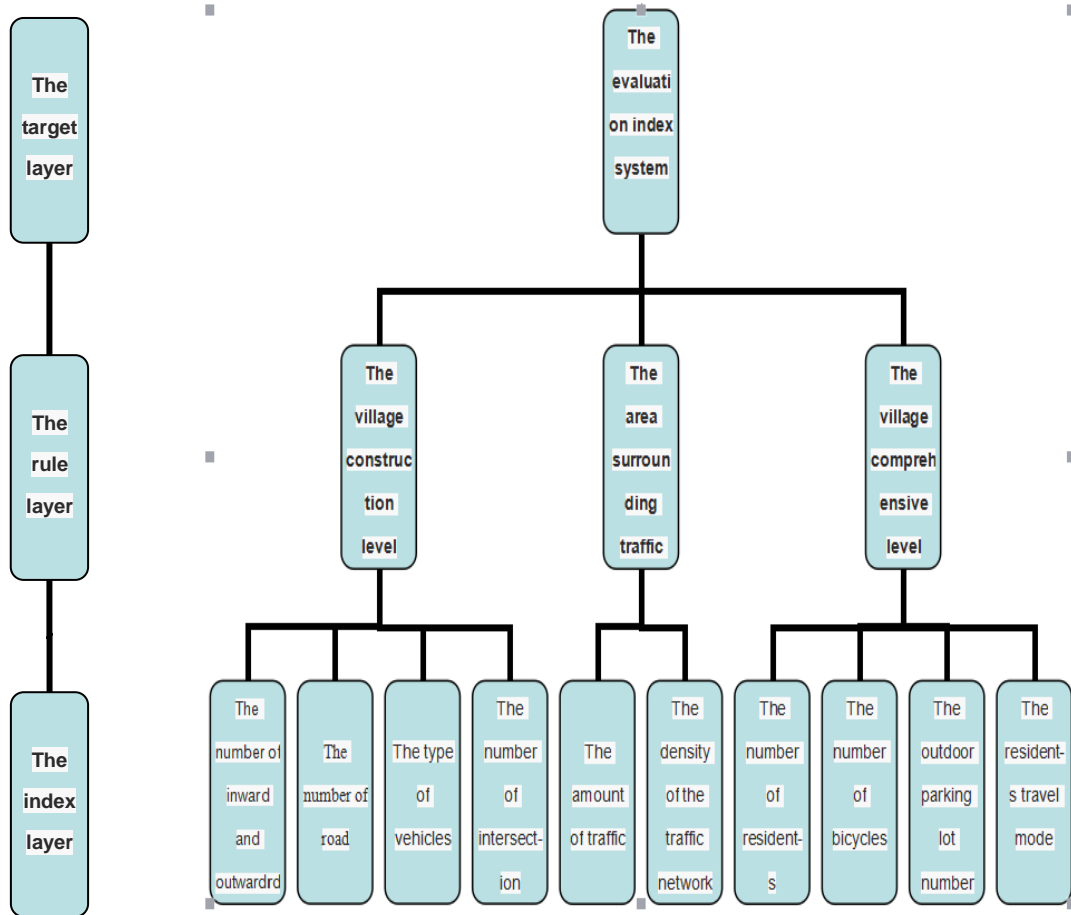 The
target
layer
The
rule
layer
The
index
layer
The
evaluati
on index
system
The
village
construc
tion
level
The
area
surroun
ding
traffic
The
village
compreh
ensive
level
The
number of
inward
and
outwardrd
The
number of
road
The type
of
vehicles
The
number
of
intersect-
ion
The
amount
of traffic
The
density
of the
traffic
network
The
number
of
resident-
s
The
number
of
bicycles
The
outdoor
parking
lot
number
The
resident-
s travel
mode